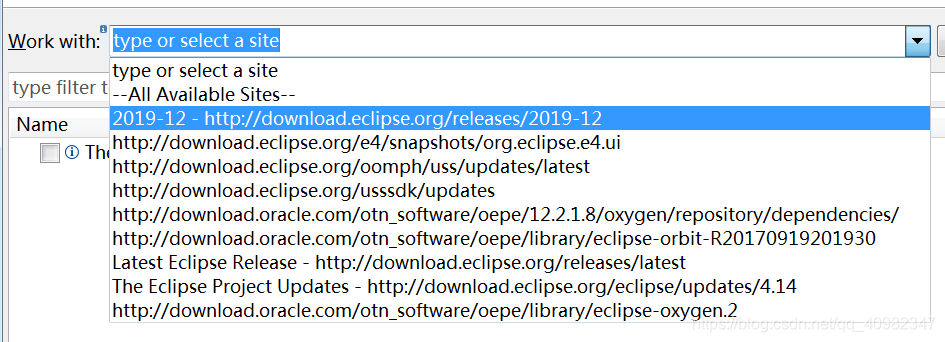 Work with: type or select a site
type or select a site
type filter t
--All Available Sites--
Name
2019-12 - http://download.eclipse.org/releases/2019-12
http://download.eclipse.org/e4/snapshots/org.eclipse.e4.ui
The
http://download.eclipse.org/oomph/uss/updates/latest
http://download.eclipse.org/usssdk/updates
http://download.oracle.com/otn_software/oepe/12.2.1.8/oxygen/repository/dependencies/
http://download.oracle.com/otn_software/oepe/library/eclipse-orbit-R20170919201930
Latest Eclipse Release - http://download.eclipse.org/releases/latest
The Eclipse Project Updates - http://download.eclipse.org/eclipse/updates/4.14
http://download.oracle.com/otn_software/oepe/library/eclipse-oxygen.2
https://blog.csdn.net/qq_40982347